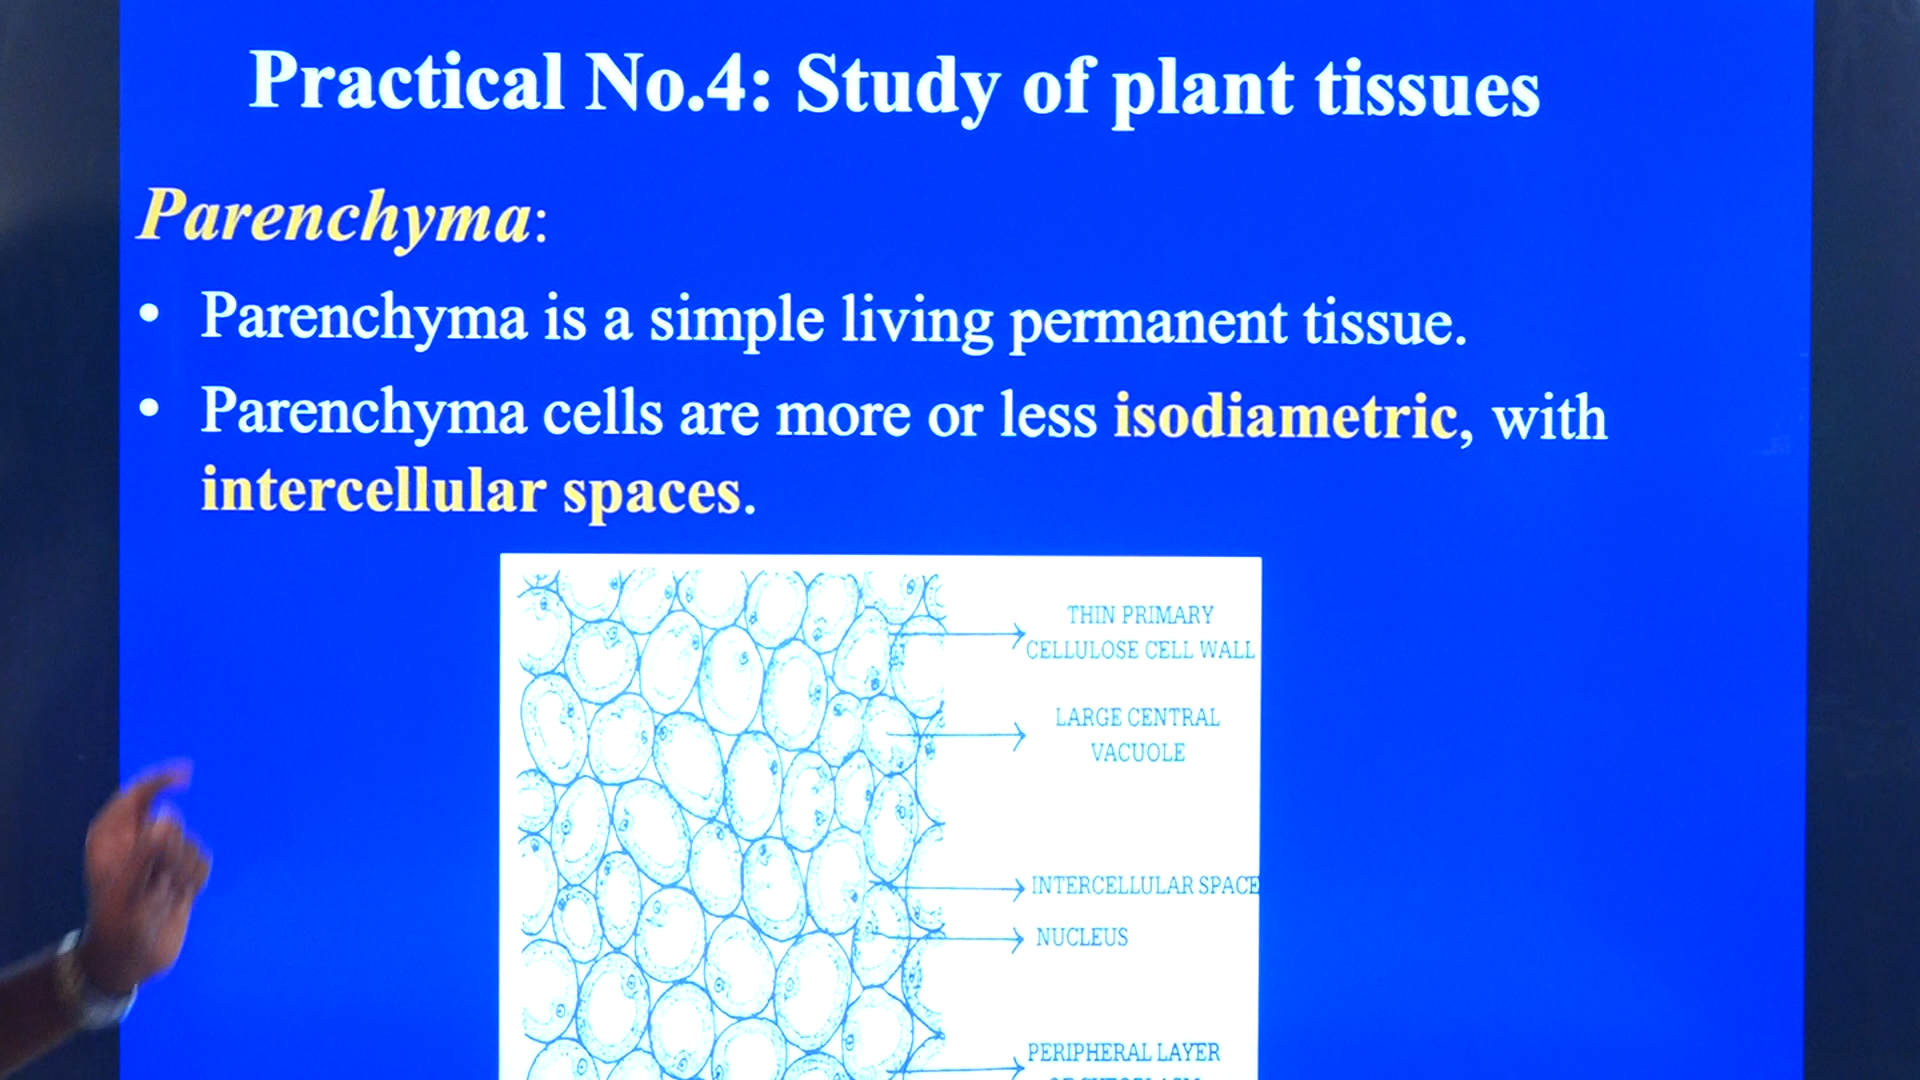 Practical No.4: Study of plant tissues
Parenchyma:
• Parenchyma is a simple living permanent tissue.
• Parenchyma cells are more or less isodiametric, with
intercellular spaces.
THIN PRIMARY
CELLULOSE CELL WALL
LARGE CENTRAL
VACUOLE
INTERCELLULAR SPACE
NUCLEUS
PERIPHERAL LAYER